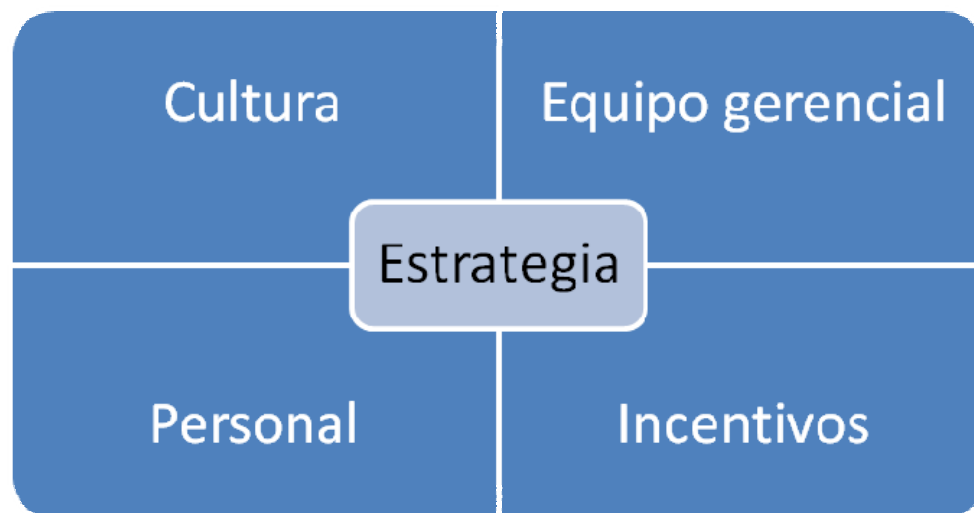 Cultura
Equipo gerencial
Estrategia
Personal
Incentivos